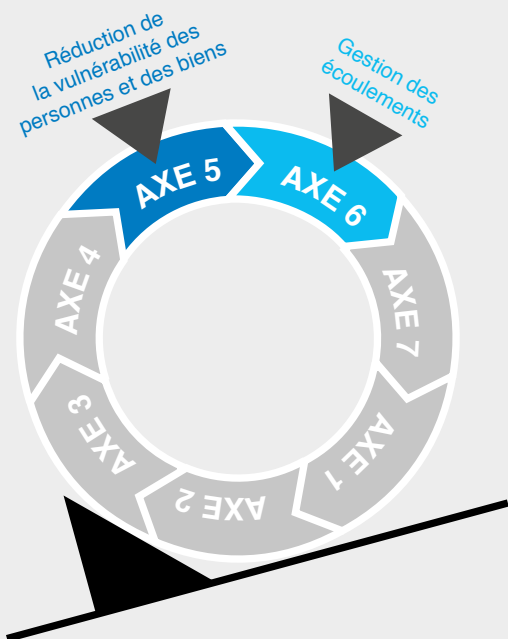 Réduction de
la vulnérabilité des
personnes et des biens
Gestion des
écoulements
AXE 5
AXE 6
AXE 7
AXE 1
AXE 2
AXE 3
AXE 4